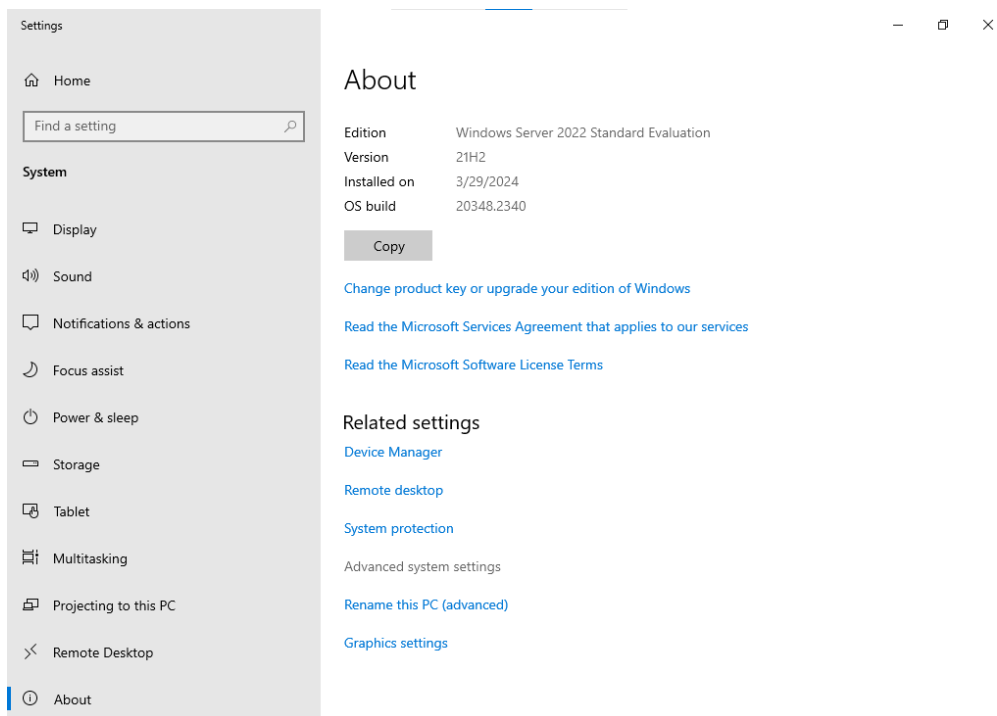 Settings
Home
Find a setting
System
Display
Sound
Notifications & actions
Focus assist
Power & sleep
Storage
Tablet
Multitasking
Projecting to this PC
Remote Desktop
About
About
Edition Windows Server 2022 Standard Evaluation
Version 21H2
Installed on 3/29/2024
OS build 20348.2340
Copy
Change product key or upgrade your edition of Windows
Read the Microsoft Services Agreement that applies to our services
Read the Microsoft Software License Terms
Related settings
Device Manager
Remote desktop
System protection
Advanced system settings
Rename this PC (advanced)
Graphics settings